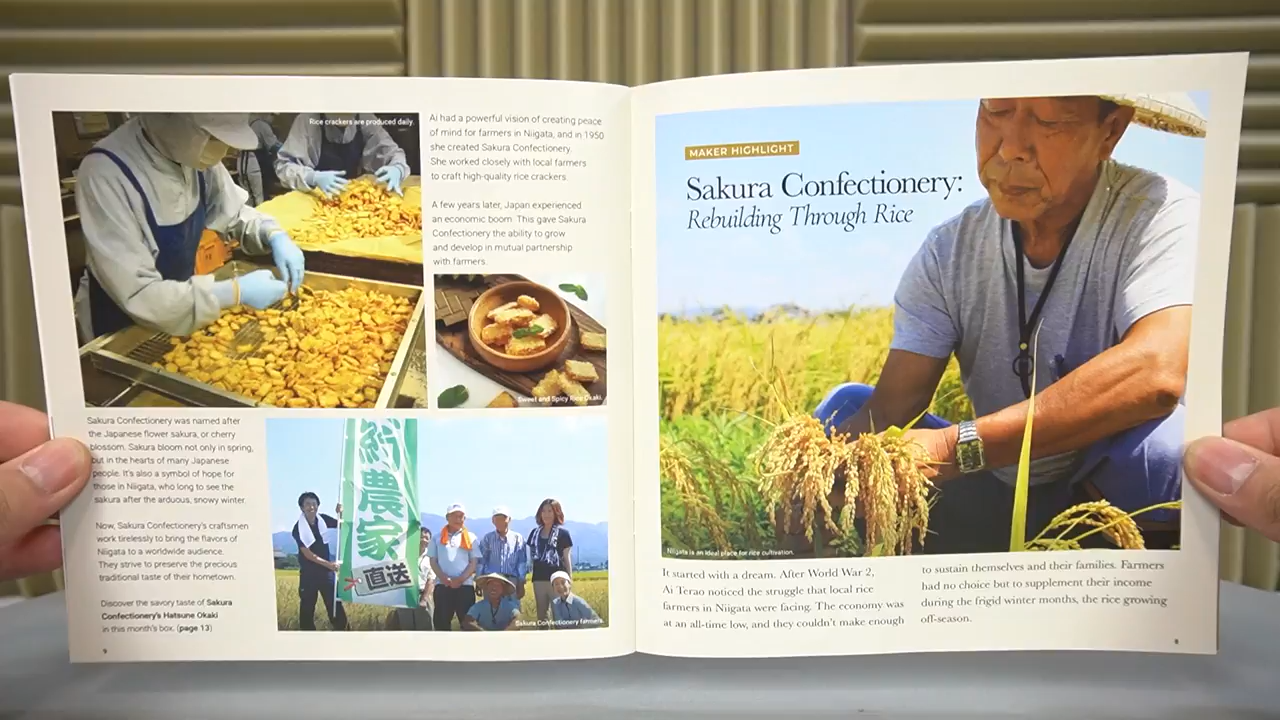 Rice crackers are produced daily.
Ai had a powerful vision of creating peace
of mind for farmers in Niigata, and in 1950
she created Sakura Confectionery.
She worked closely with local farmers
to craft high-quality rice crackers.
A few years later, Japan experienced
an economic boom. This gave Sakura
Confectionery the ability to grow
and develop in mutual partnership
with farmers.
Sweet and Spicy Rice Okaki.
Sakura Confectionery was named after
the Japanese flower sakura, or cherry
blossom. Sakura bloom not only in spring,
but in the hearts of many Japanese
people. It's also a symbol of hope for
those in Niigata, who long to see the
sakura after the arduous, snowy winter.
Now, Sakura Confectionery's craftsmen
work tirelessly to bring the flavors of
Niigata to a worldwide audience.
They strive to preserve the precious
traditional taste of their hometown.
Discover the savory taste of Sakura
Confectionery's Hatsune Okaki
in this month's box. (page 13)
農家
直送
Sakura Confectionery farmers.
9
MAKER HIGHLIGHT
Sakura Confectionery:
Rebuilding Through Rice
Niigata is an ideal place for rice cultivation.
It started with a dream. After World War 2,
Ai Terao noticed the struggle that local rice
farmers in Niigata were facing. The economy was
at an all-time low, and they couldn't make enough
to sustain themselves and their families. Farmers
had no choice but to supplement their income
during the frigid winter months, the rice growing
off-season.
8